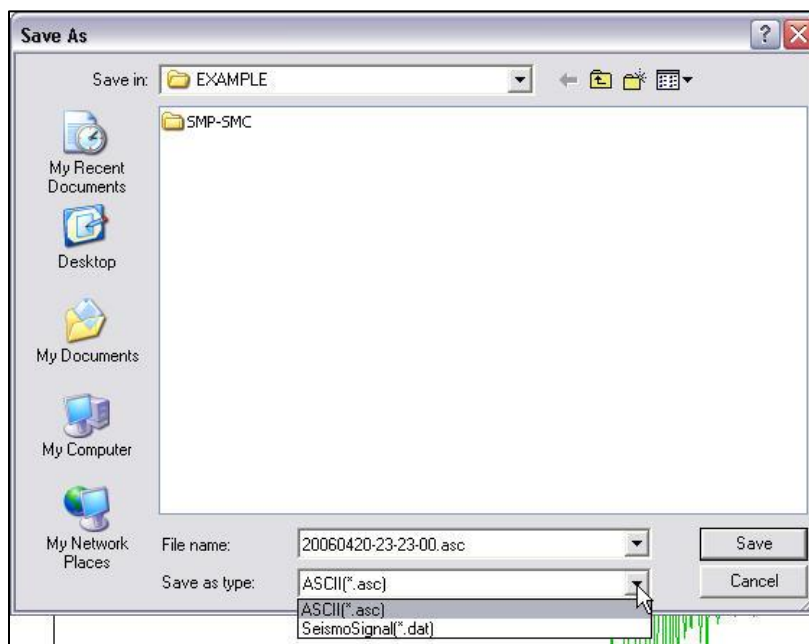 Save As
Save in:
EXAMPLE
SMP-SMC
My Recent
Documents
Desktop
My Documents
My Computer
My Network
Places
File name:
20060420-23-23-00.asc
Save
Save as type:
ASCII(*.asc)
Cancel
ASCII(*.asc)
SeismoSignal(*.dat)